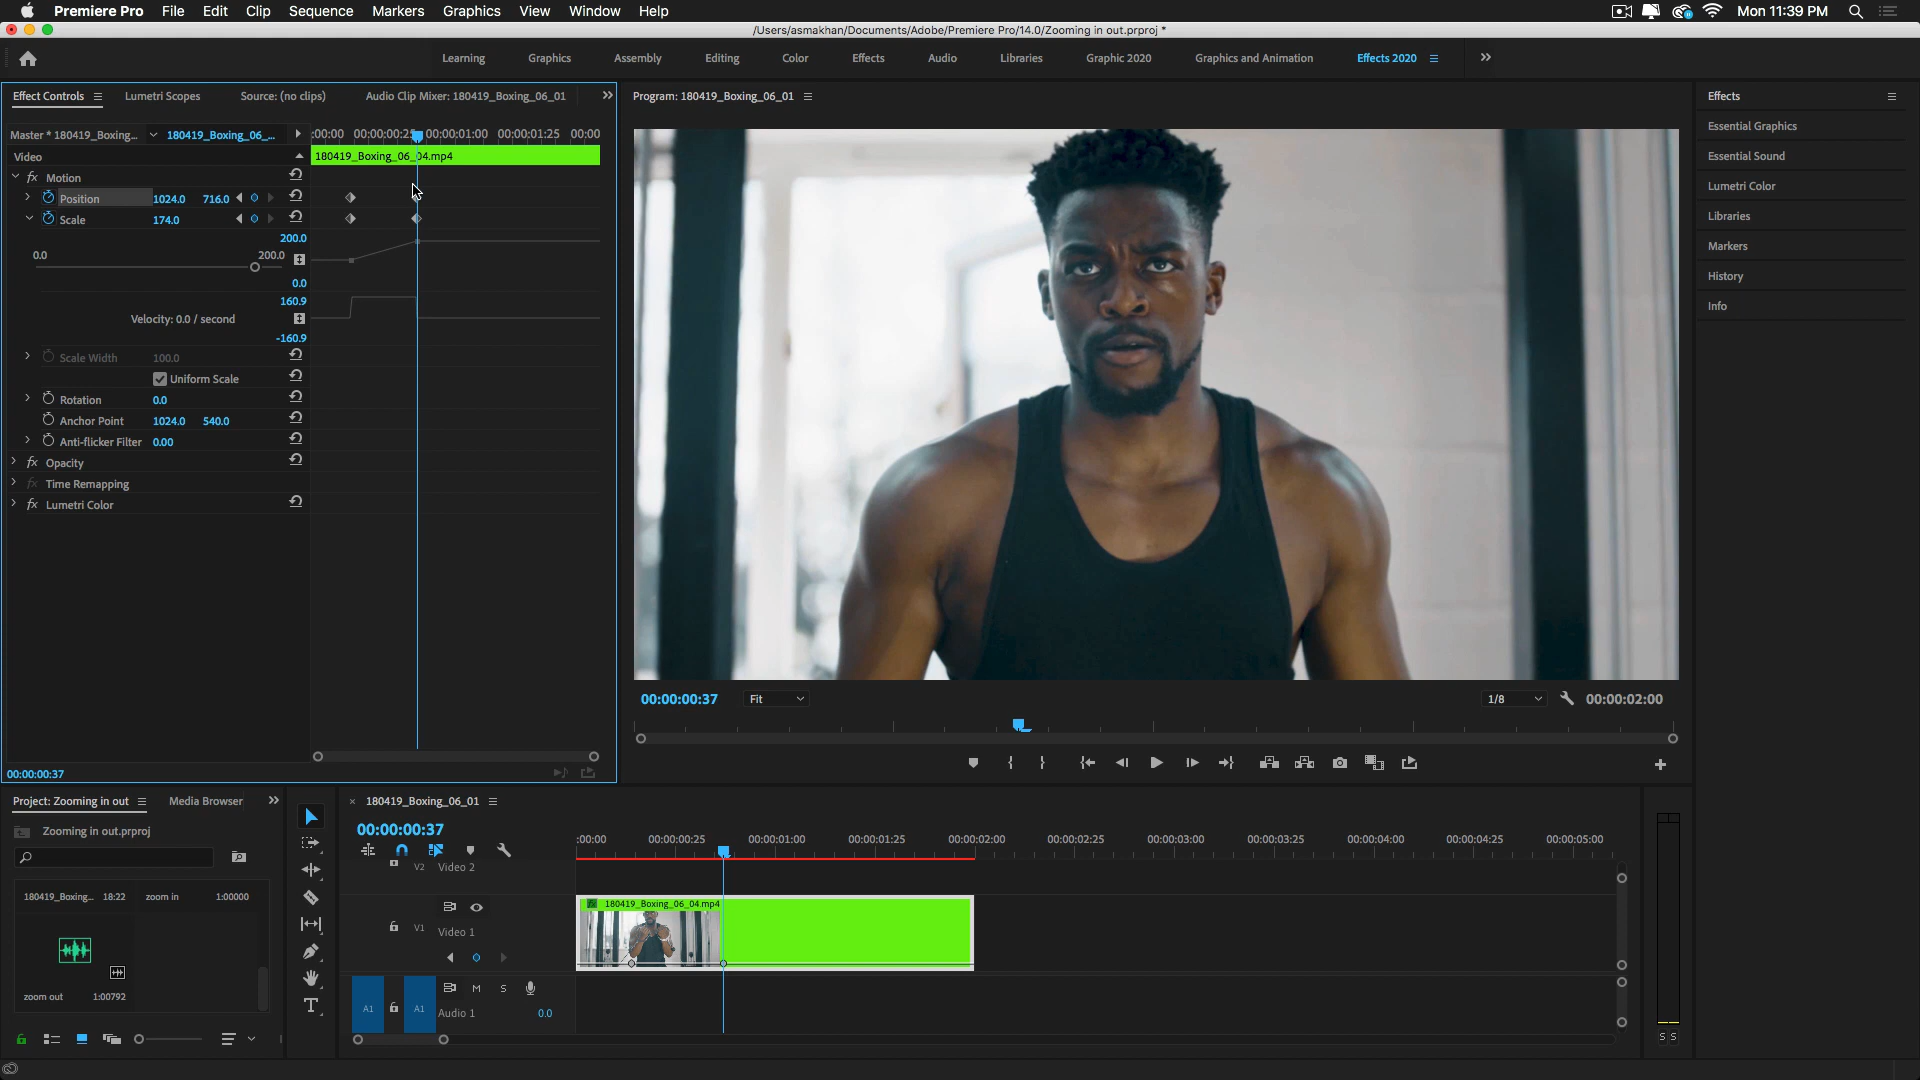 Premiere Pro File Edit Clip Sequence Markers Graphics View Window Help Mon 11:39 PM
/Users/asmakhan/Documents/Adobe/Premiere Pro/14.0/Zooming in out.prproj *
Learning Graphics Assembly Editing Color Effects Audio Libraries Graphic 2020 Graphics and Animation Effects 2020
Effect Controls Lumetri Scopes Source: (no clips) Audio Clip Mixer: 180419_Boxing_06_01
Program: 180419_Boxing_06_01
Effects
Essential Graphics
Essential Sound
Lumetri Color
Libraries
Markers
History
Info
Master * 180419_Boxing... 180419_Boxing_06_... :00:00 00:00:00:25 00:00:01:00 00:00:01:25 00:00
Video 180419_Boxing_06_04.mp4
fx Motion
Position 1024.0 716.0
Scale 174.0
200.0
0.0 200.0
0.0
160.9
Velocity: 0.0 / second
-160.9
Scale Width 100.0
Uniform Scale
Rotation 0.0
Anchor Point 1024.0 540.0
Anti-flicker Filter 0.00
fx Opacity
fx Time Remapping
fx Lumetri Color
00:00:00:37
00:00:00:37 Fit 1/8 00:00:02:00
Project: Zooming in out Media Browser
Zooming in out.prproj
180419_Boxing... 18:22 zoom in 1:00000
zoom out 1:00792
× 180419_Boxing_06_01
00:00:00:37
:00:00 00:00:00:25 00:00:01:00 00:00:01:25 00:00:02:00 00:00:02:25 00:00:03:00 00:00:03:25 00:00:04:00 00:00:04:25 00:00:05:00
V2 Video 2
fx 180419_Boxing_06_04.mp4
V1 Video 1
M S
A1 A1 Audio 1 0.0
T
S S